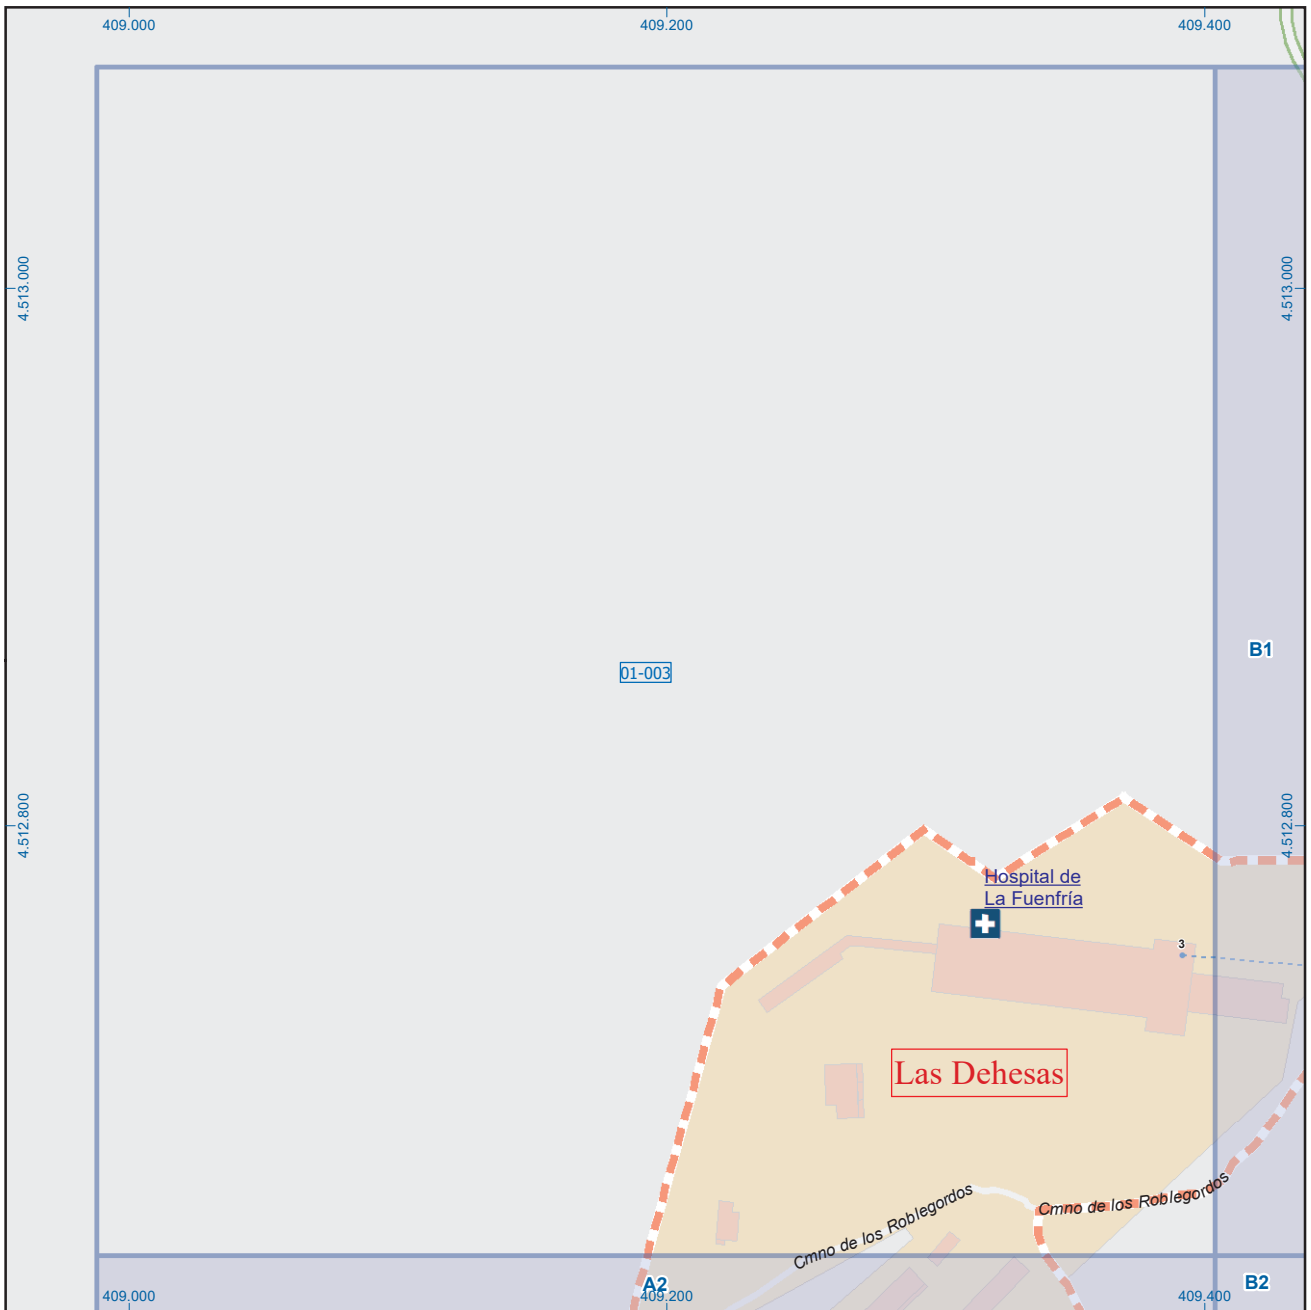 409.000
409.200
409.400
4.513.000
4.513.000
B1
01-003
4.512.800
4.512.800
Hospital de
La Fuenfría
3
Las Dehesas
Cmno de los Roblegordos
Cmno de los Roblegordos
A2
B2
409.000
409.200
409.400